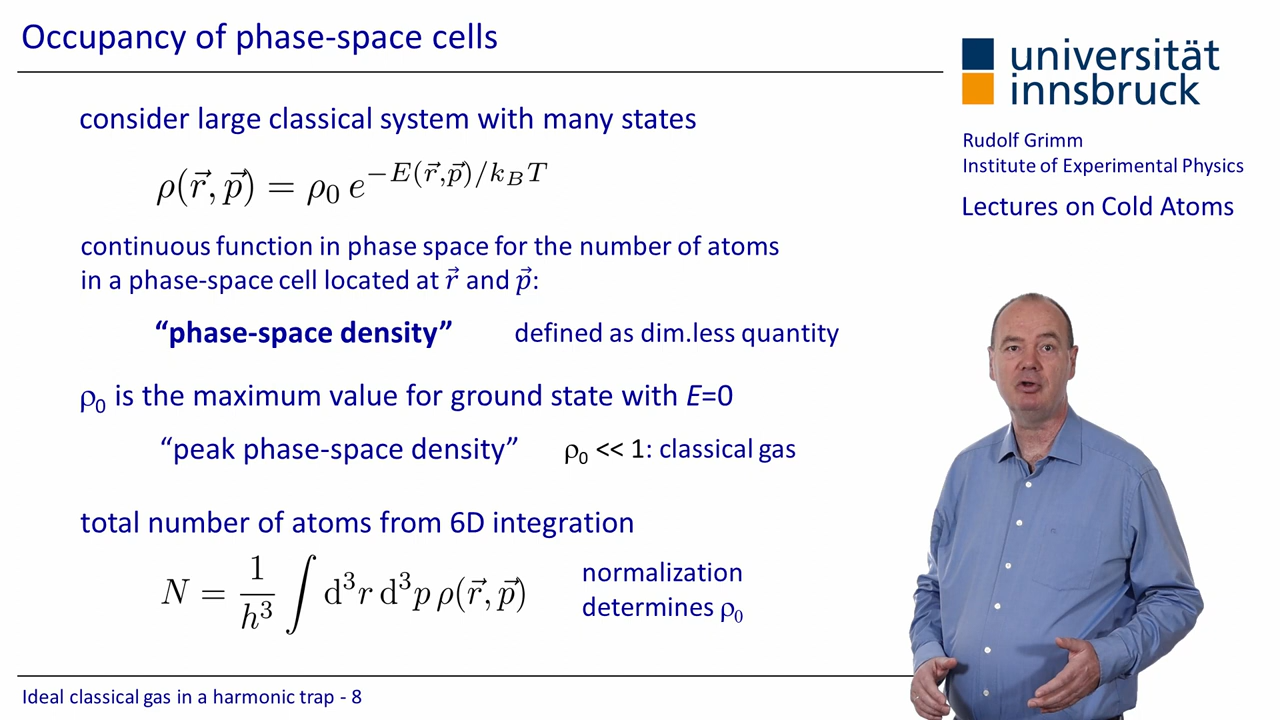 Occupancy of phase-space cells
universität
innsbruck
Rudolf Grimm
Institute of Experimental Physics
Lectures on Cold Atoms
consider large classical system with many states
ρ(r⃗, p⃗) = ρ₀ e^{−E(r⃗,p⃗)/k_B T}
continuous function in phase space for the number of atoms
in a phase-space cell located at r⃗ and p⃗:
“phase-space density” defined as dim.less quantity
ρ₀ is the maximum value for ground state with E=0
“peak phase-space density” ρ₀ << 1: classical gas
total number of atoms from 6D integration
N = 1/h³ ∫ d³r d³p ρ(r⃗, p⃗)
normalization
determines ρ₀
Ideal classical gas in a harmonic trap - 8